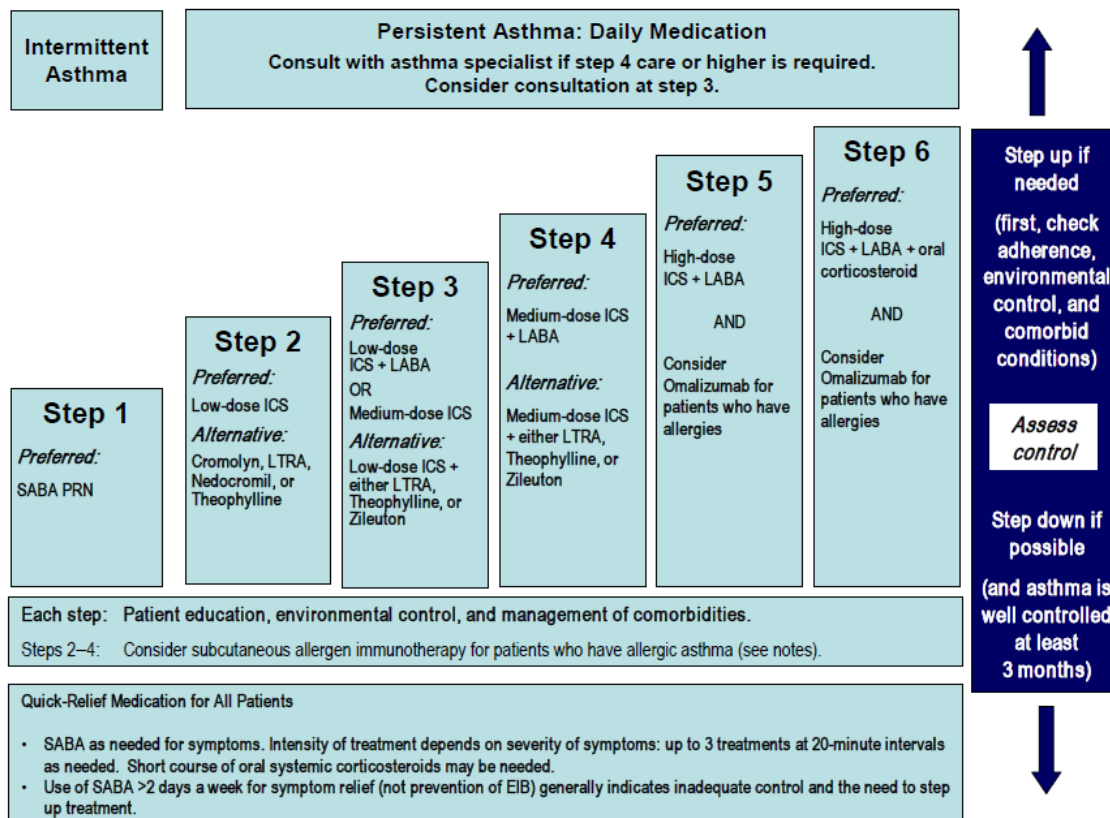 Intermittent
Asthma
Persistent Asthma: Daily Medication
Consult with asthma specialist if step 4 care or higher is required.
Consider consultation at step 3.
Step 1
Preferred:
SABA PRN
Step 2
Preferred:
Low-dose ICS
Alternative:
Cromolyn, LTRA,
Nedocromil, or
Theophylline
Step 3
Preferred:
Low-dose
ICS + LABA
OR
Medium-dose ICS
Alternative:
Low-dose ICS +
either LTRA,
Theophylline, or
Zileuton
Step 4
Preferred:
Medium-dose ICS
+ LABA
Alternative:
Medium-dose ICS
+ either LTRA,
Theophylline, or
Zileuton
Step 5
Preferred:
High-dose
ICS + LABA
AND
Consider
Omalizumab for
patients who have
allergies
Step 6
Preferred:
High-dose
ICS + LABA + oral
corticosteroid
AND
Consider
Omalizumab for
patients who have
allergies
Step up if
needed
(first, check
adherence,
environmental
control, and
comorbid
conditions)
Assess
control
Step down if
possible
(and asthma is
well controlled
at least
3 months)
Each step: Patient education, environmental control, and management of comorbidities.
Steps 2–4: Consider subcutaneous allergen immunotherapy for patients who have allergic asthma (see notes).
Quick-Relief Medication for All Patients
• SABA as needed for symptoms. Intensity of treatment depends on severity of symptoms: up to 3 treatments at 20-minute intervals
as needed. Short course of oral systemic corticosteroids may be needed.
• Use of SABA >2 days a week for symptom relief (not prevention of EIB) generally indicates inadequate control and the need to step
up treatment.